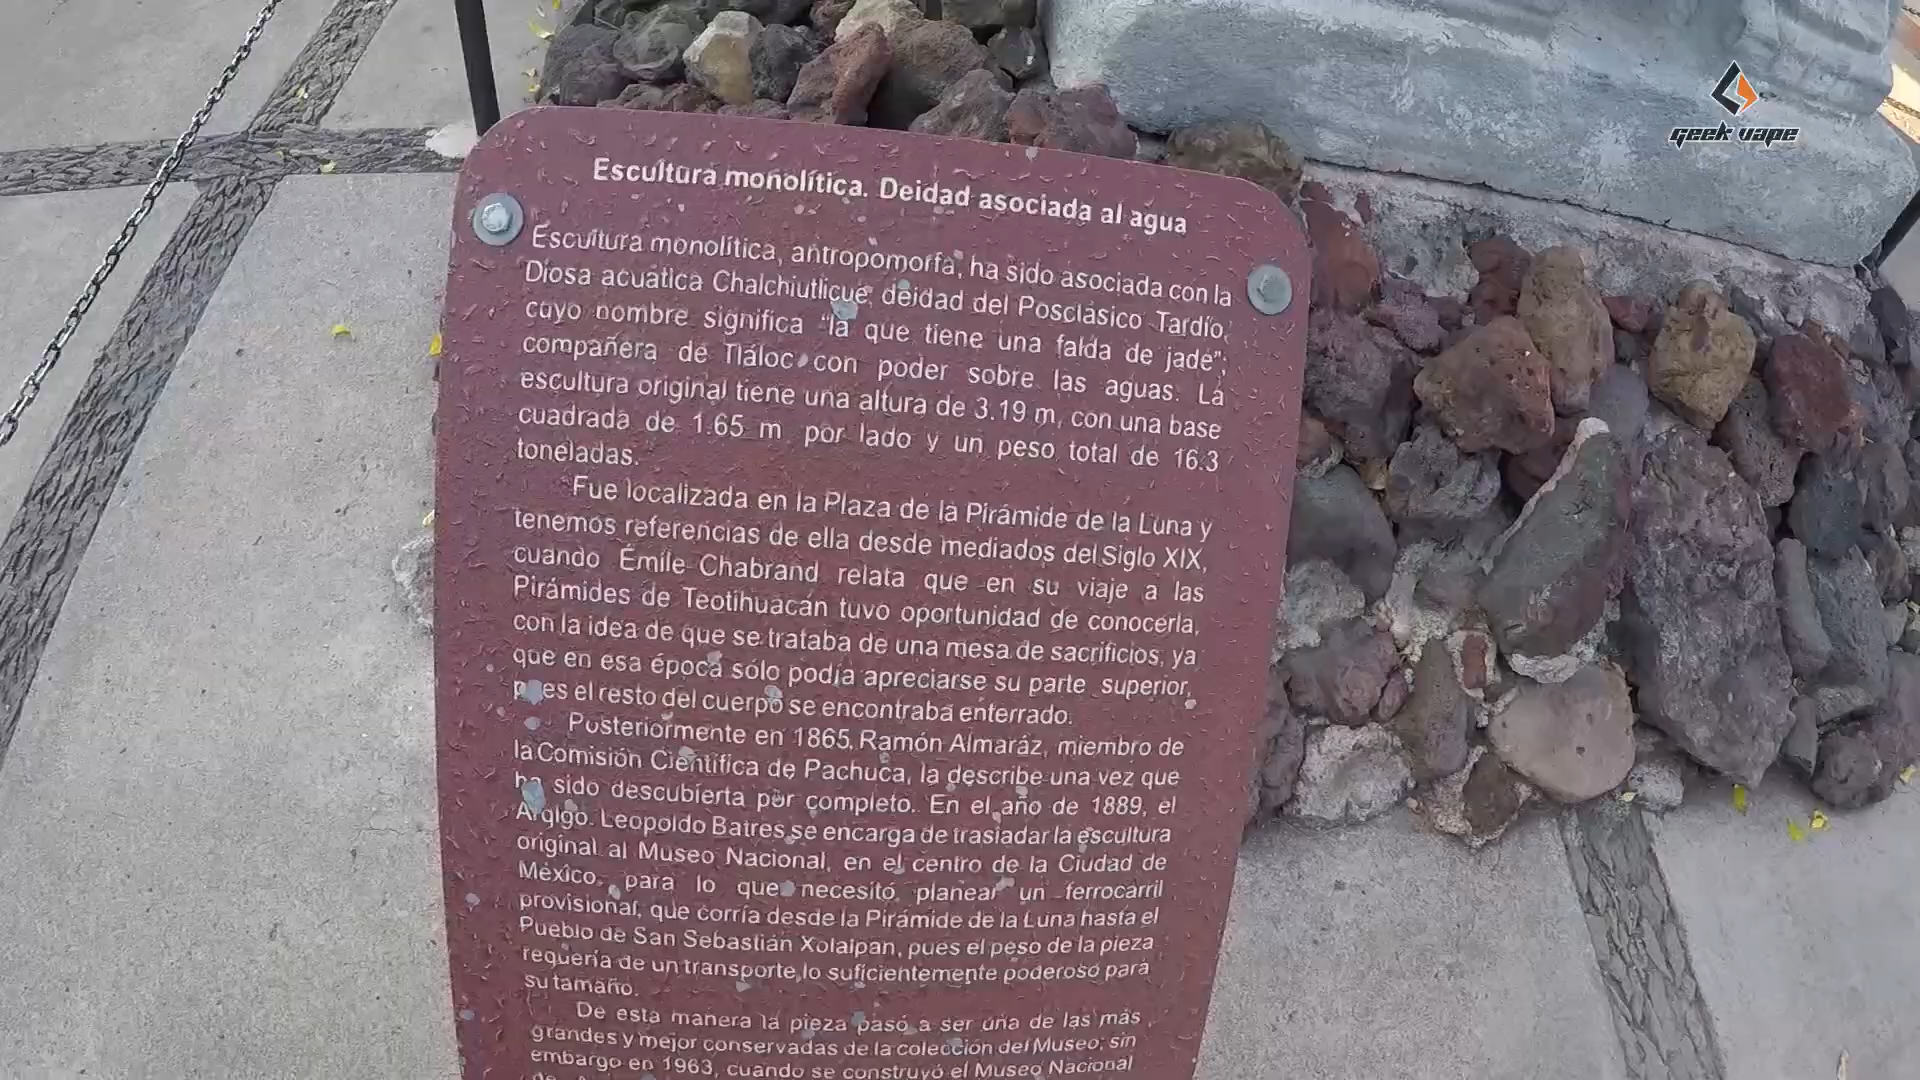 GEEK VAPE
Escultura monolítica. Deidad asociada al agua
Escultura monolítica, antropomorfa, ha sido asociada con la
Diosa acuática Chalchiutlicue, deidad del Posclásico Tardío,
cuyo nombre significa "la que tiene una falda de jade";
compañera de Tláloc con poder sobre las aguas. La
escultura original tiene una altura de 3.19 m, con una base
cuadrada de 1.65 m por lado y un peso total de 16.3
toneladas.
Fue localizada en la Plaza de la Pirámide de la Luna y
tenemos referencias de ella desde mediados del Siglo XIX,
cuando Émile Chabrand relata que en su viaje a las
Pirámides de Teotihuacán tuvo oportunidad de conocerla,
con la idea de que se trataba de una mesa de sacrificios, ya
que en esa época sólo podía apreciarse su parte superior,
pues el resto del cuerpo se encontraba enterrado.
Posteriormente en 1865, Ramón Almaráz, miembro de
la Comisión Científica de Pachuca, la describe una vez que
ha sido descubierta por completo. En el año de 1889, el
Arqlgo. Leopoldo Batres se encarga de trasladar la escultura
original al Museo Nacional, en el centro de la Ciudad de
México, para lo que necesitó planear un ferrocarril
provisional, que corría desde la Pirámide de la Luna hasta el
Pueblo de San Sebastián Xolalpan, pues el peso de la pieza
requería de un transporte lo suficientemente poderoso para
su tamaño.
De esta manera la pieza pasó a ser una de las más
grandes y mejor conservadas de la colección del Museo; sin
embargo en 1963, cuando se construyó el Museo Nacional